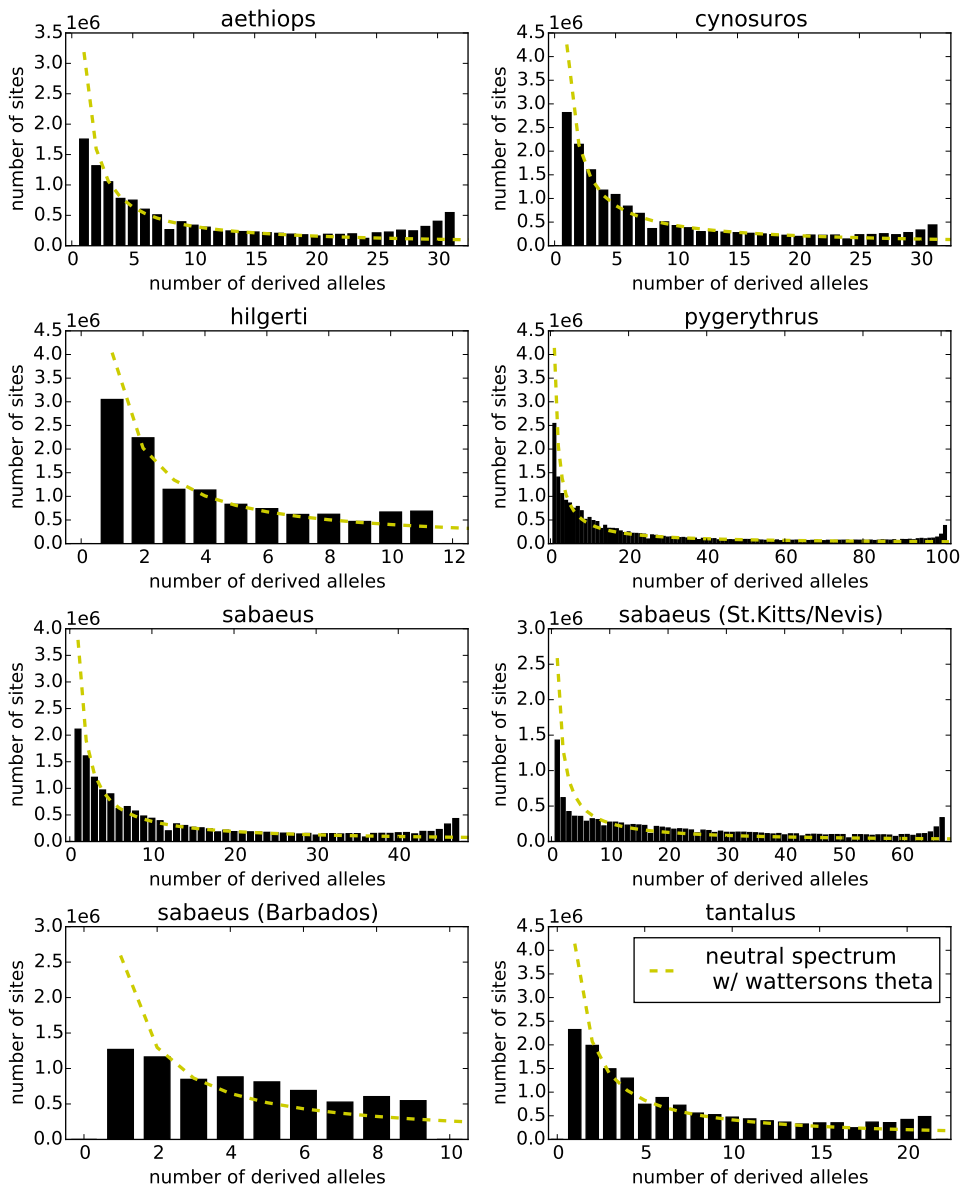 aethiops
1e6
number of sites
3.5
3.0
2.5
2.0
1.5
1.0
0.5
0.0
0 5 10 15 20 25 30
number of derived alleles
cynosuros
1e6
number of sites
4.5
4.0
3.5
3.0
2.5
2.0
1.5
1.0
0.5
0.0
0 5 10 15 20 25 30
number of derived alleles
hilgerti
1e6
number of sites
4.5
4.0
3.5
3.0
2.5
2.0
1.5
1.0
0.5
0.0
0 2 4 6 8 10 12
number of derived alleles
pygerythrus
1e6
number of sites
4.5
4.0
3.5
3.0
2.5
2.0
1.5
1.0
0.5
0.0
0 20 40 60 80 100
number of derived alleles
sabaeus
1e6
number of sites
4.0
3.5
3.0
2.5
2.0
1.5
1.0
0.5
0.0
0 10 20 30 40
number of derived alleles
sabaeus (St.Kitts/Nevis)
1e6
number of sites
3.0
2.5
2.0
1.5
1.0
0.5
0.0
0 10 20 30 40 50 60
number of derived alleles
sabaeus (Barbados)
1e6
number of sites
3.0
2.5
2.0
1.5
1.0
0.5
0.0
0 2 4 6 8 10
number of derived alleles
tantalus
1e6
number of sites
4.5
4.0
3.5
3.0
2.5
2.0
1.5
1.0
0.5
0.0
0 5 10 15 20
number of derived alleles
neutral spectrum
w/ wattersons theta